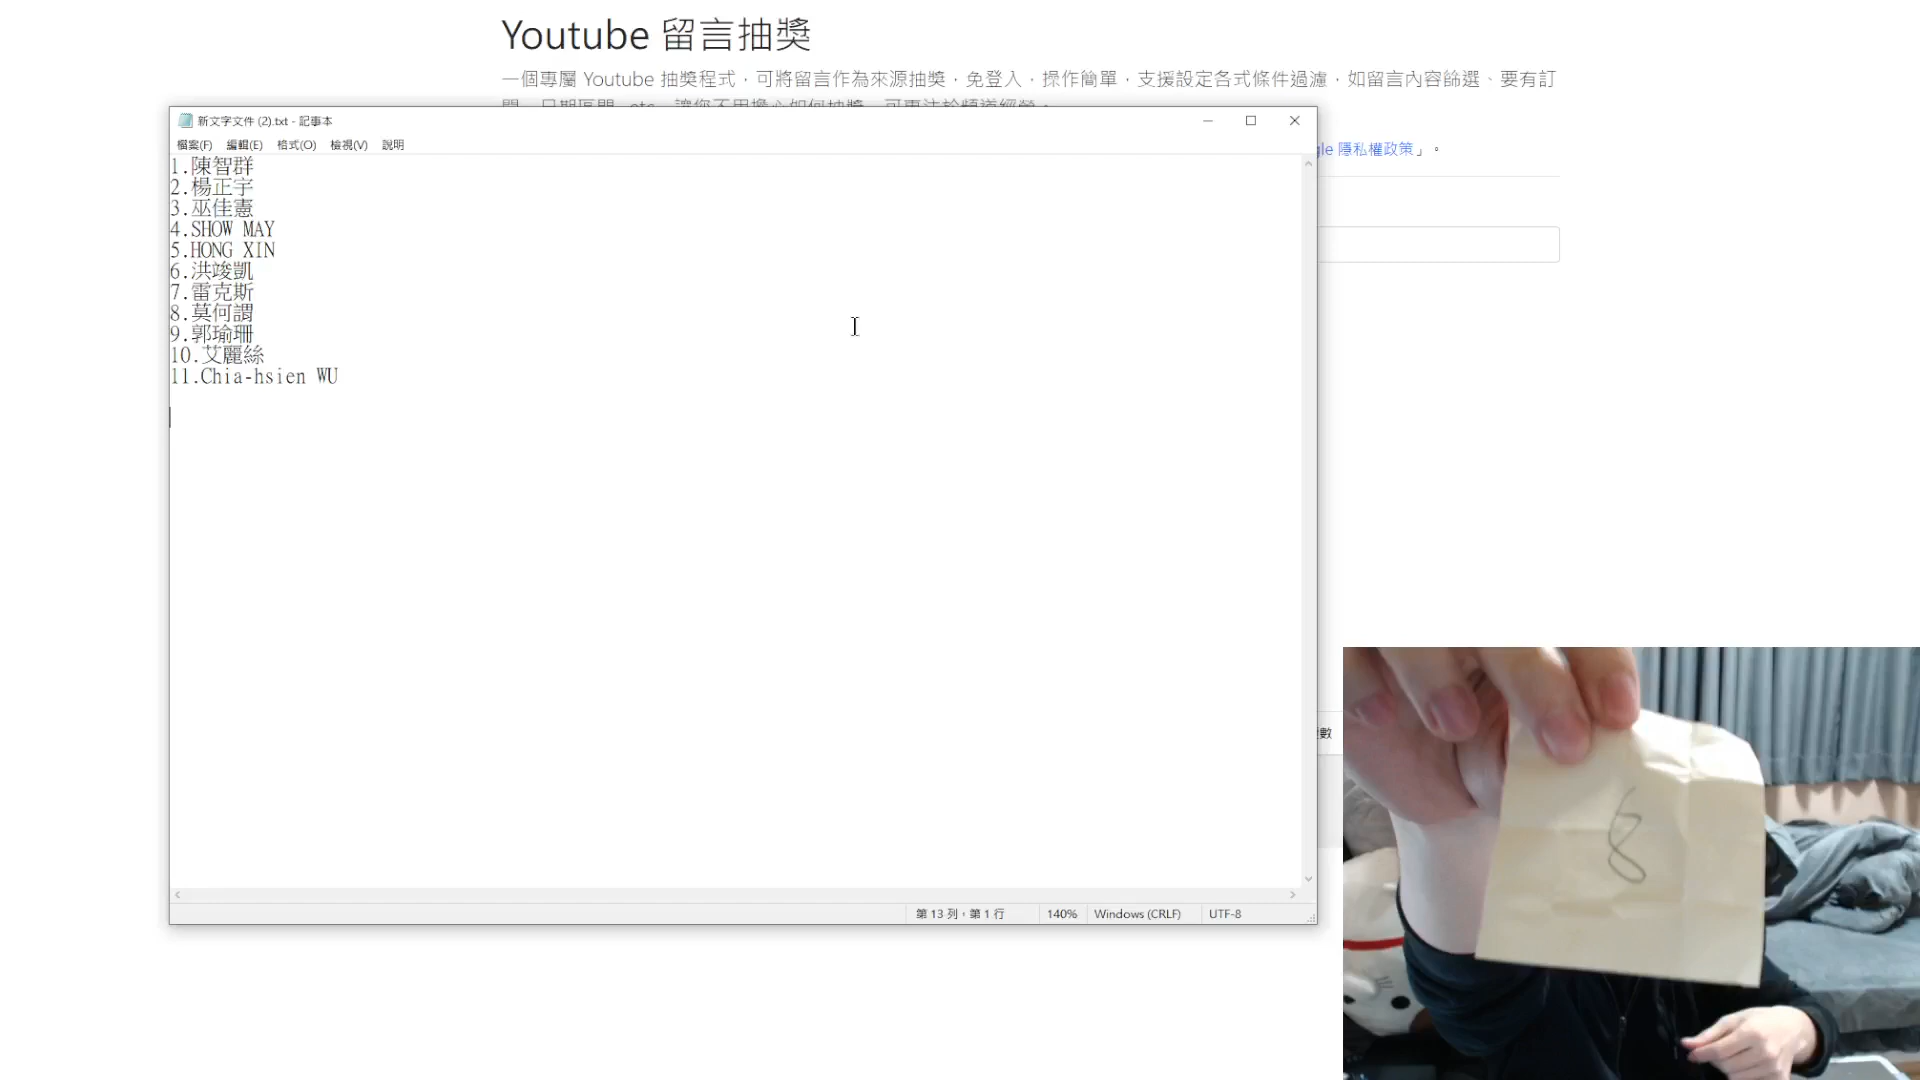 Youtube 留言抽獎
一個專屬 Youtube 抽獎程式，可將留言作為來源抽獎，免登入，操作簡單，支援設定各式條件過濾，如留言內容篩選、要有訂
gle 隱私權政策」。
新文字文件 (2).txt - 記事本
檔案(F) 編輯(E) 格式(O) 檢視(V) 說明
1.陳智群
2.楊正宇
3.巫佳憲
4.SHOW MAY
5.HONG XIN
6.洪竣凱
7.雷克斯
8.莫何謂
9.郭瑜珊
10.艾麗絲
11.Chia-hsien WU
數
8
第 13 列，第 1 行 140% Windows (CRLF) UTF-8